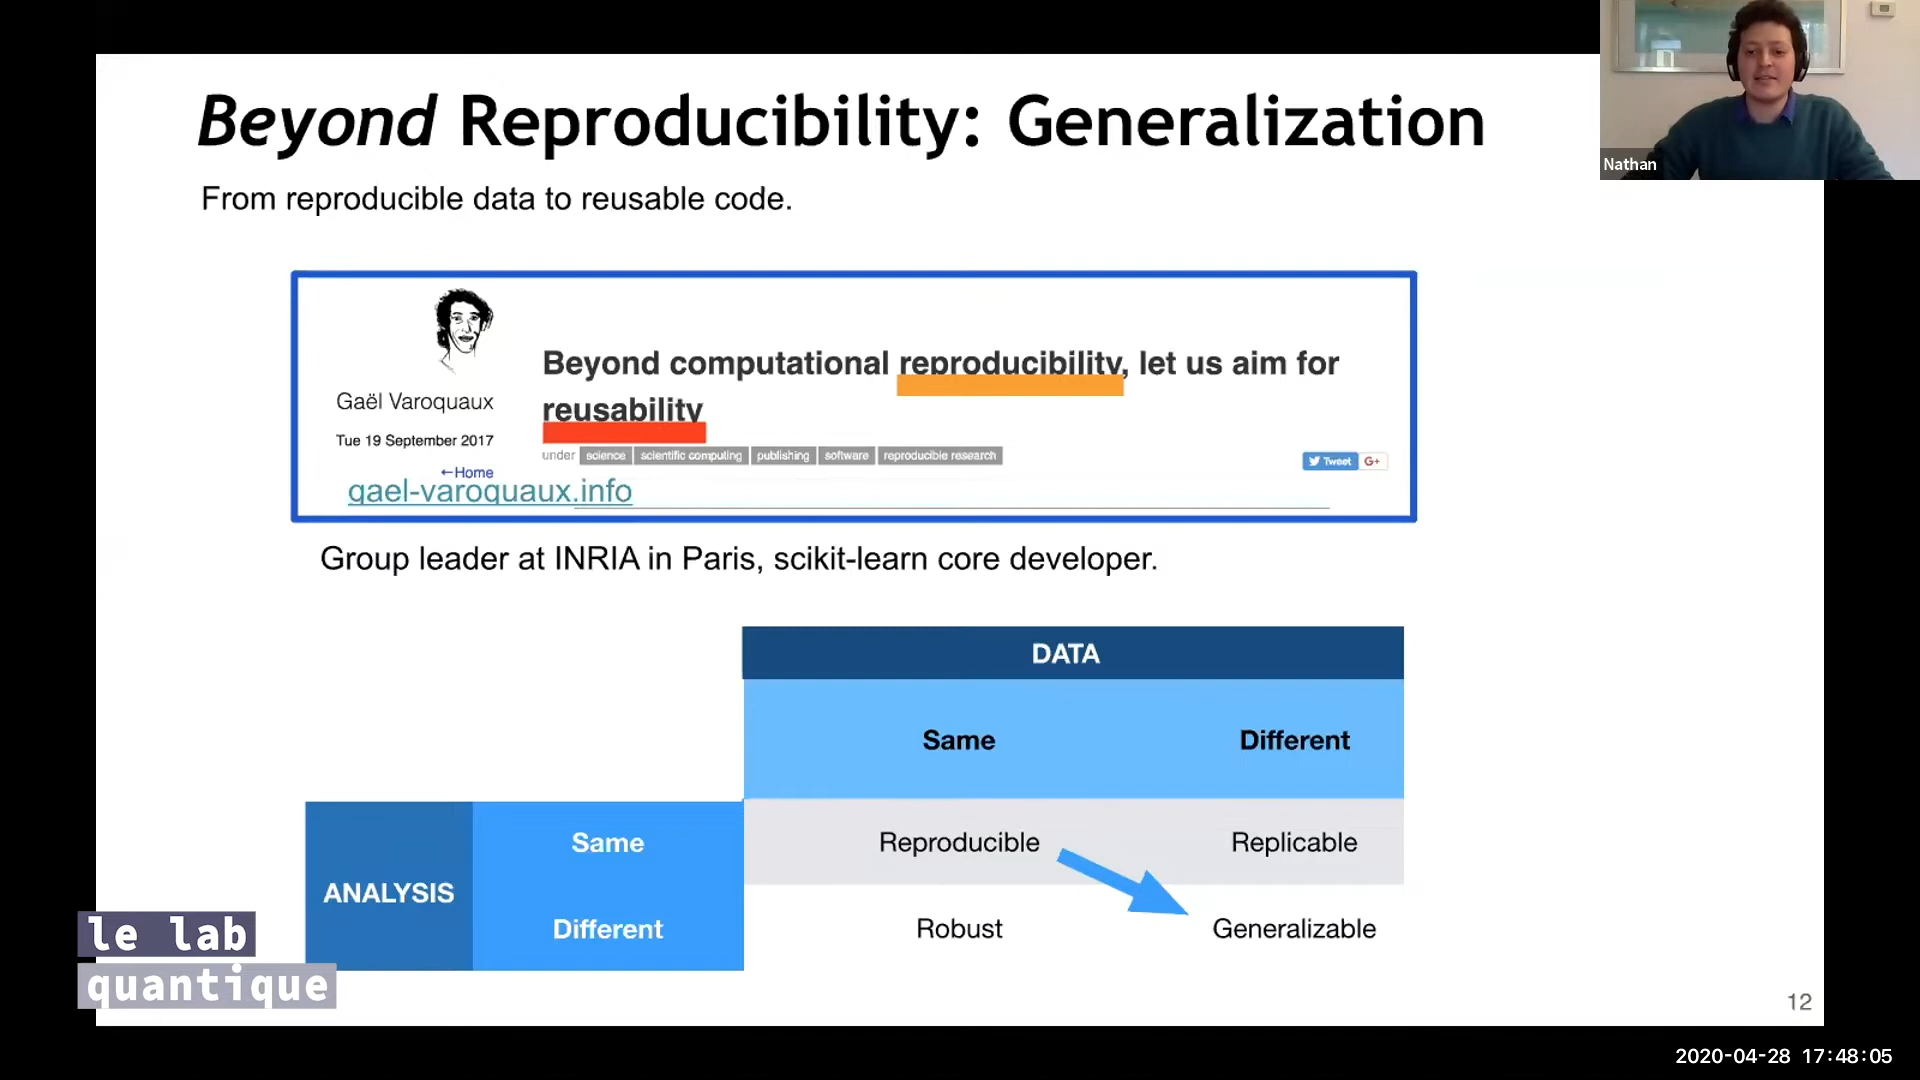 Beyond Reproducibility: Generalization
From reproducible data to reusable code.
Nathan
Gaël Varoquaux
Tue 19 September 2017
←Home
gael-varoquaux.info
Beyond computational reproducibility, let us aim for
reusability
under science scientific computing publishing software reproducible research
Tweet G+
Group leader at INRIA in Paris, scikit-learn core developer.
DATA
Same Different
ANALYSIS
Same Reproducible Replicable
Different Robust Generalizable
le lab
quantique
12
2020-04-28 17:48:05